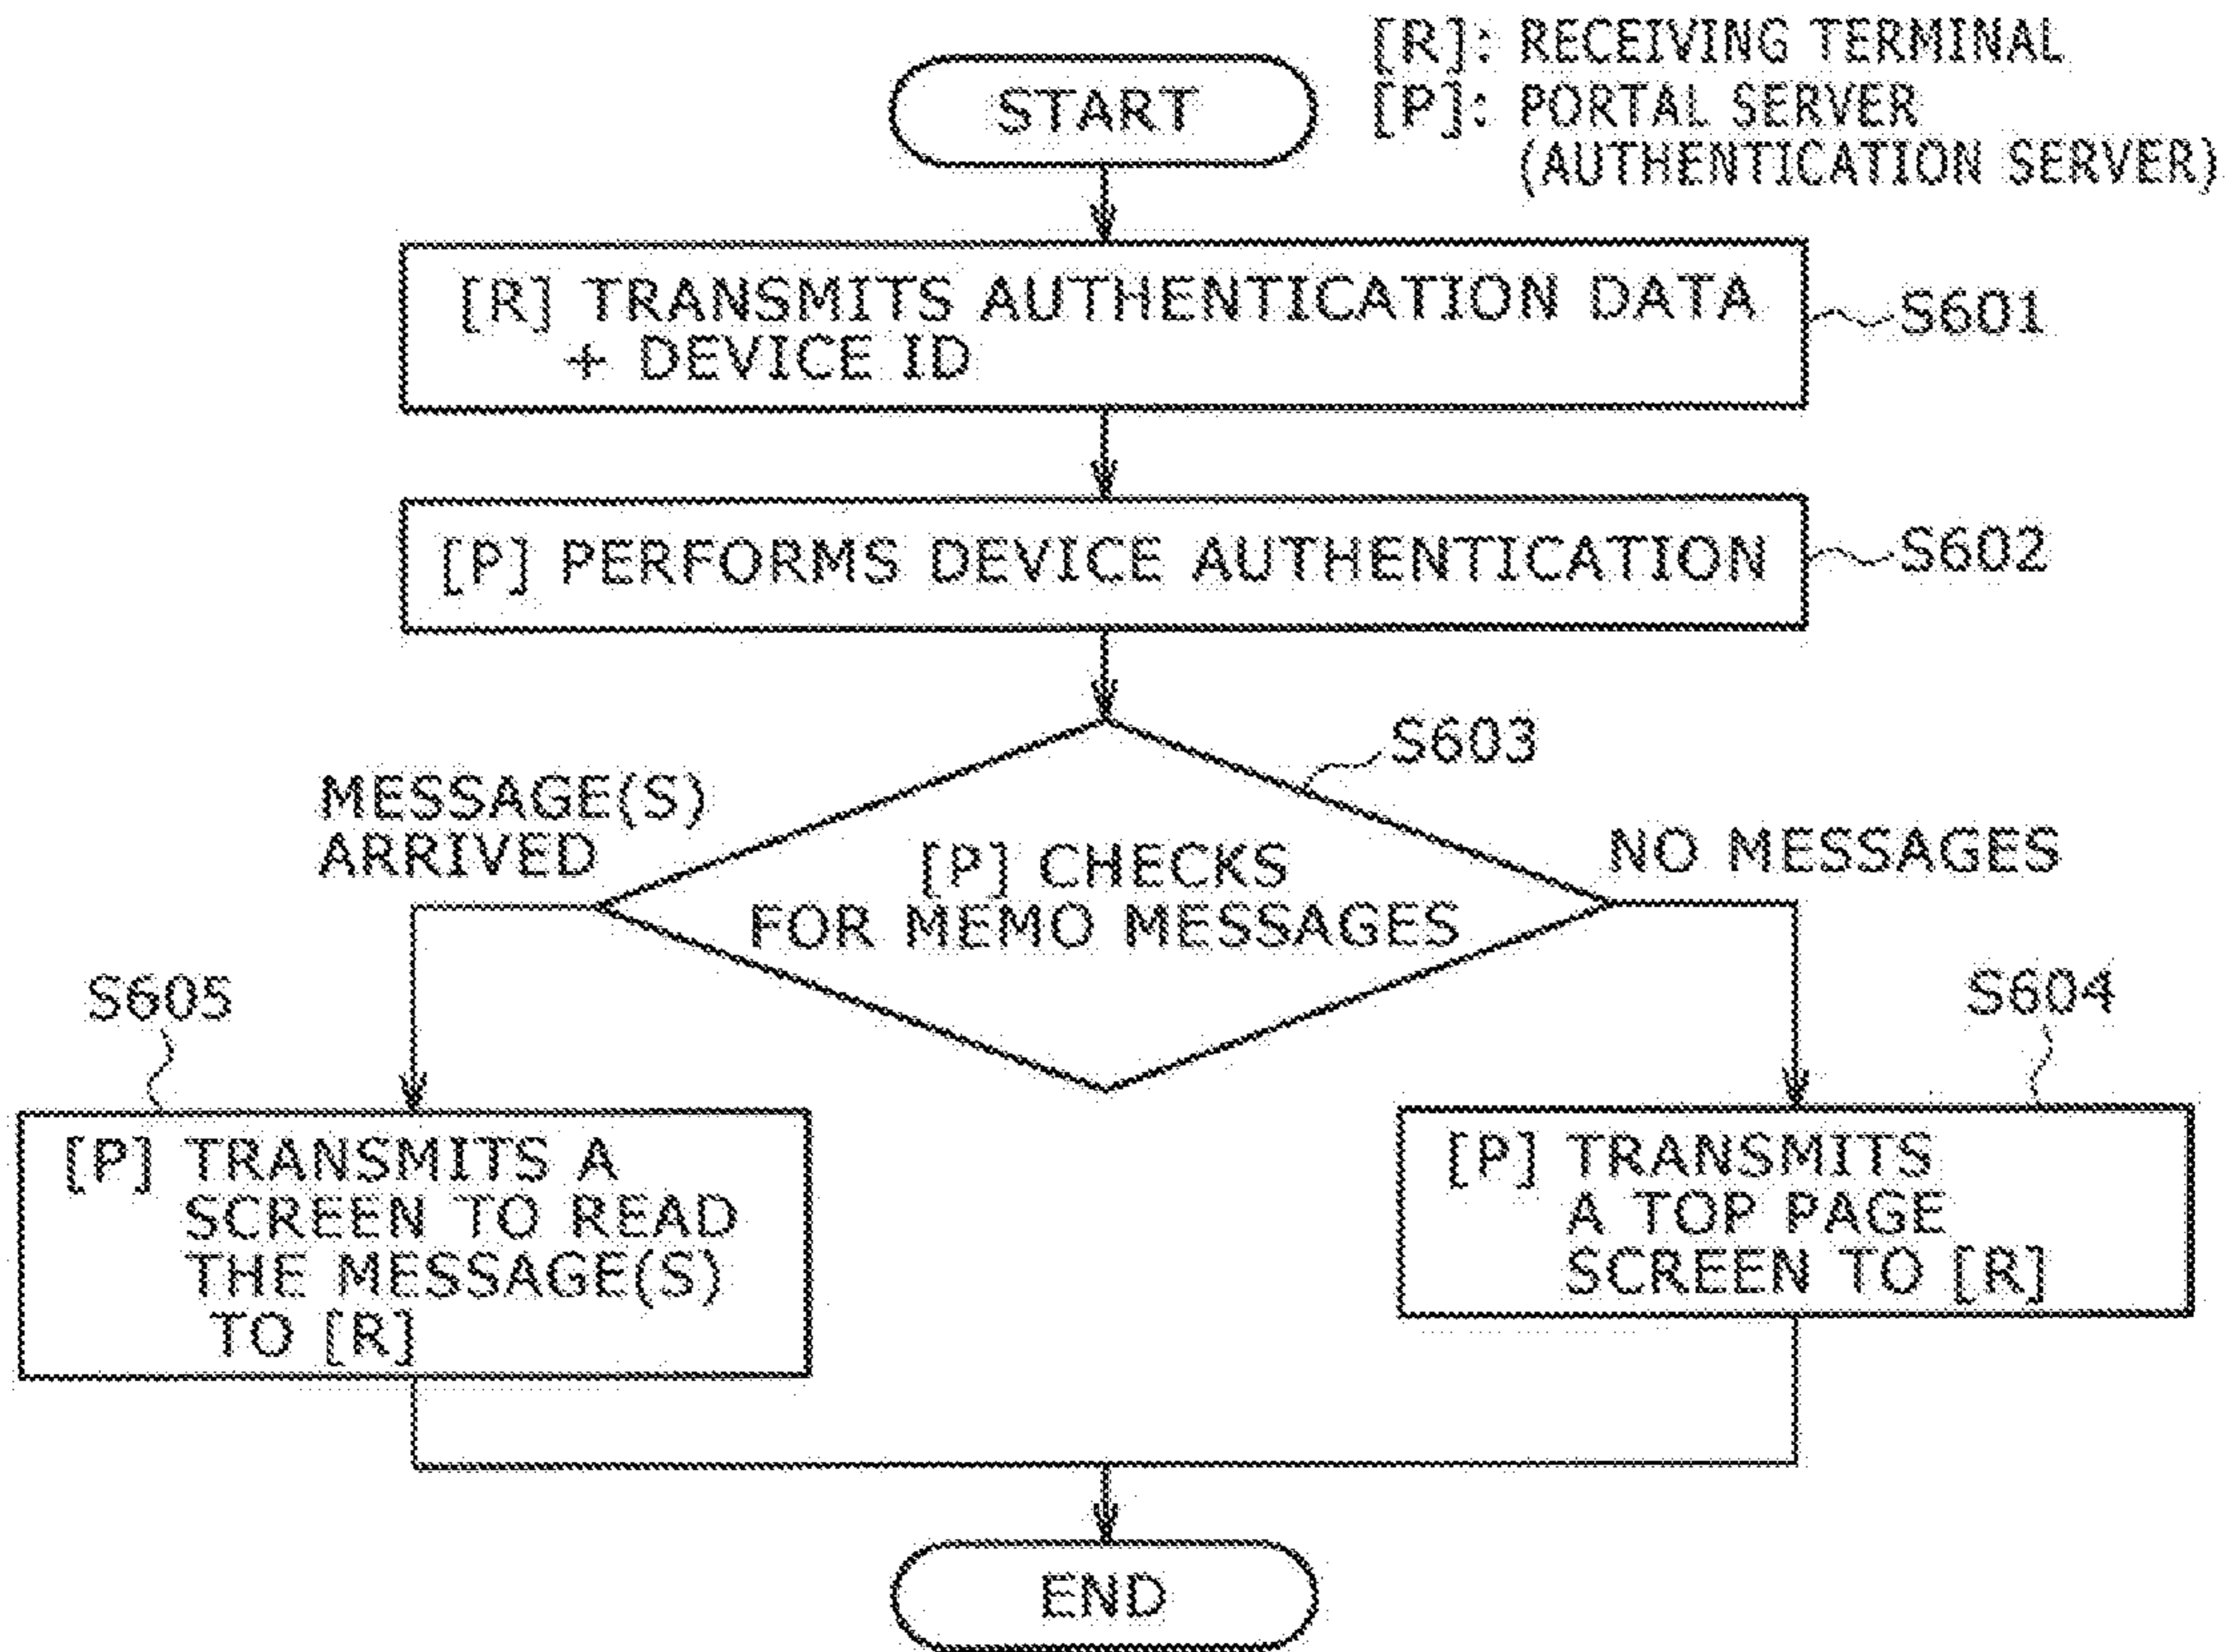 [R]: RECEIVING TERMINAL
[P]: PORTAL SERVER
(AUTHENTICATION SERVER)
START
[R] TRANSMITS AUTHENTICATION DATA
+ DEVICE ID
S601
[P] PERFORMS DEVICE AUTHENTICATION
S602
S603
MESSAGE(S)
ARRIVED
[P] CHECKS
FOR MEMO MESSAGES
NO MESSAGES
S605
S604
[P] TRANSMITS A
SCREEN TO READ
THE MESSAGE(S)
TO [R]
[P] TRANSMITS
A TOP PAGE
SCREEN TO [R]
END